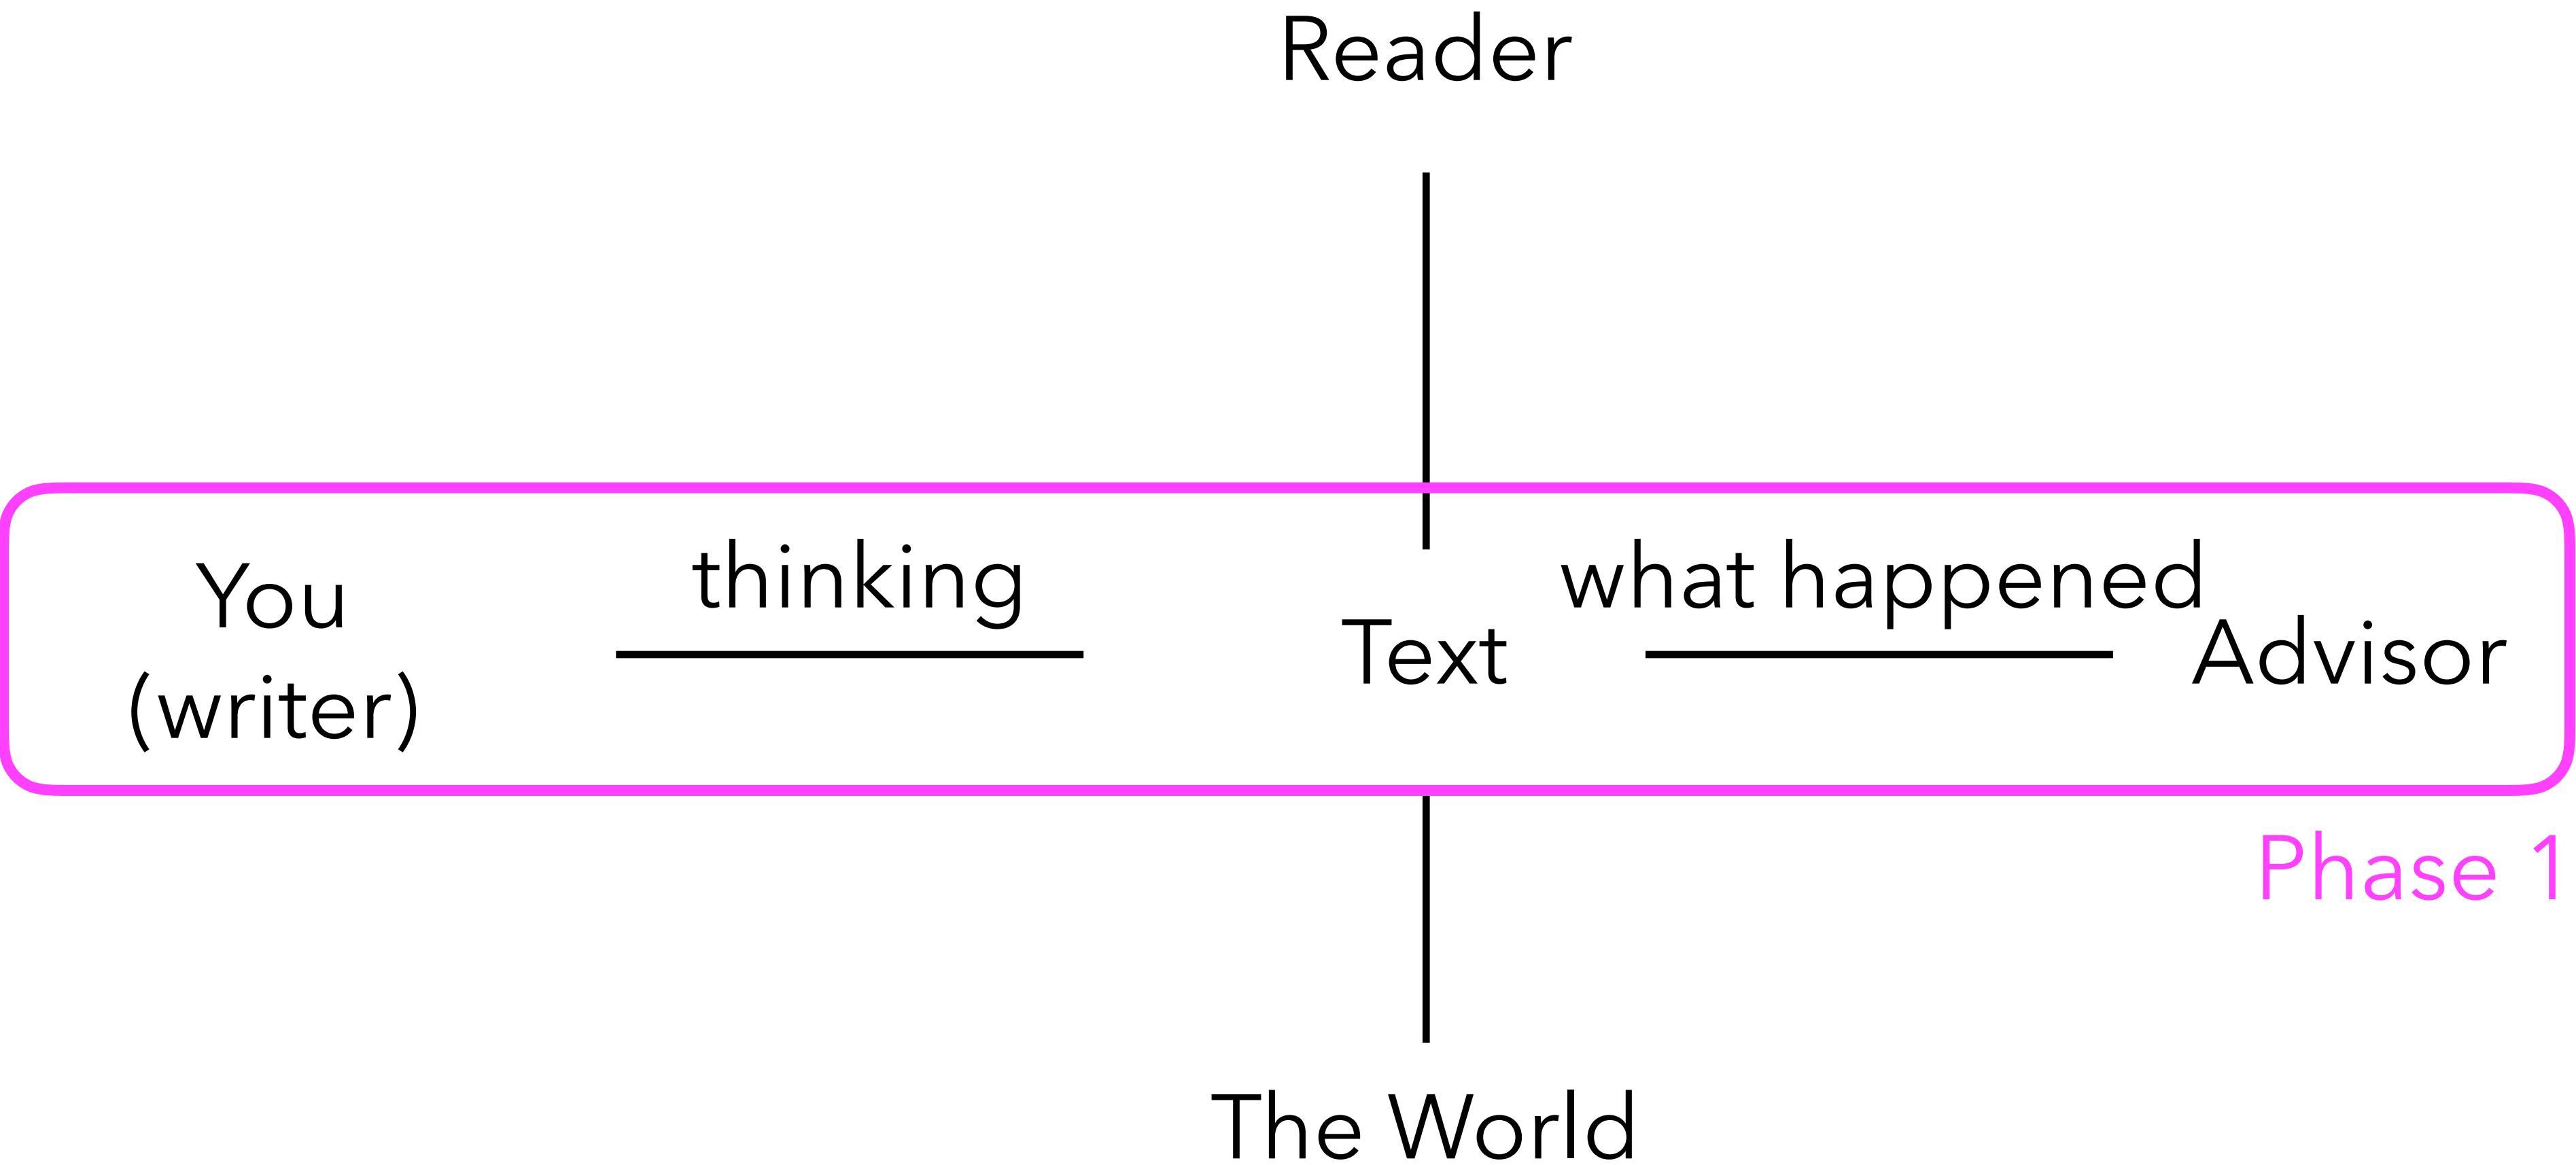 Reader
You
(writer)
thinking
Text
what happened
Advisor
Phase 1
The World